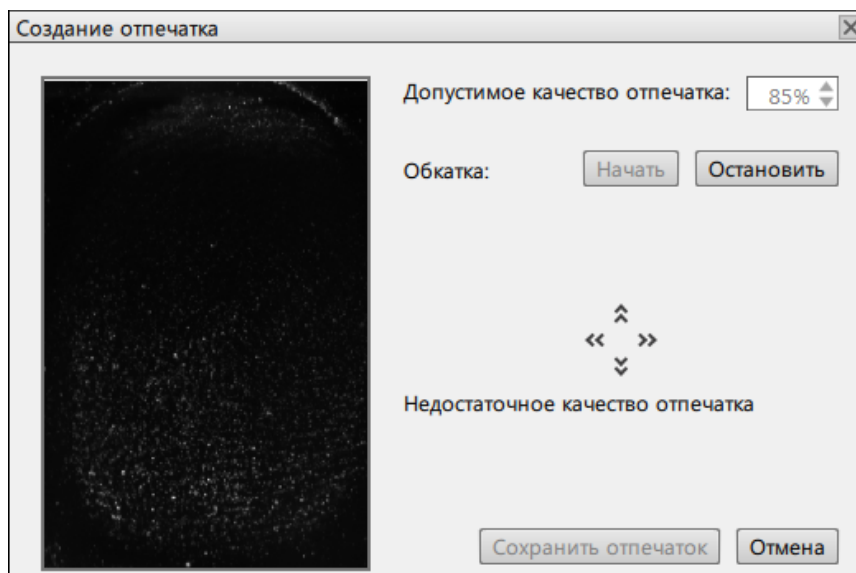 Создание отпечатка
Допустимое качество отпечатка: 85%
Обкатка: Начать Остановить
Недостаточное качество отпечатка
Сохранить отпечаток Отмена